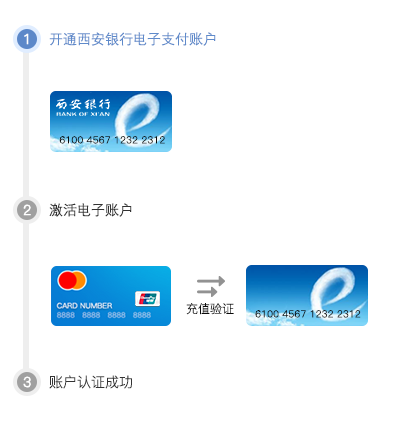 1 开通西安银行电子支付账户
西安银行
BANK OF XI'AN
6100 4567 1232 2312
2 激活电子账户
CARD NUMBER
8888 8888 8888 8888
充值验证
6100 4567 1232 2312
3 账户认证成功